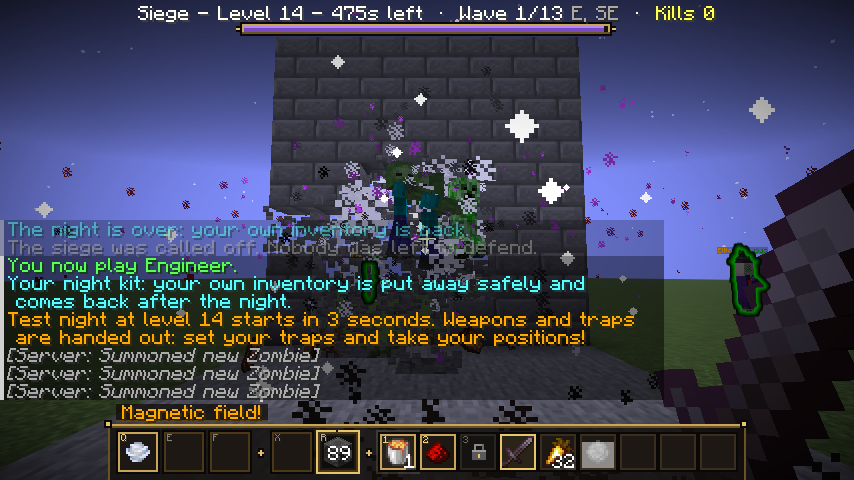 Siege - Level 14 - 475s left · Wave 1/13 E, SE · Kills 0
The night is over: your own inventory is back.
The siege was called off. Nobody was left to defend.
You now play Engineer.
Your night kit: your own inventory is put away safely and
comes back after the night.
Test night at level 14 starts in 3 seconds. Weapons and traps
are handed out: set your traps and take your positions!
[Server: Summoned new Zombie]
[Server: Summoned new Zombie]
[Server: Summoned new Zombie]
Magnetic field!
Q E F X R 89 1 1 2 3 32